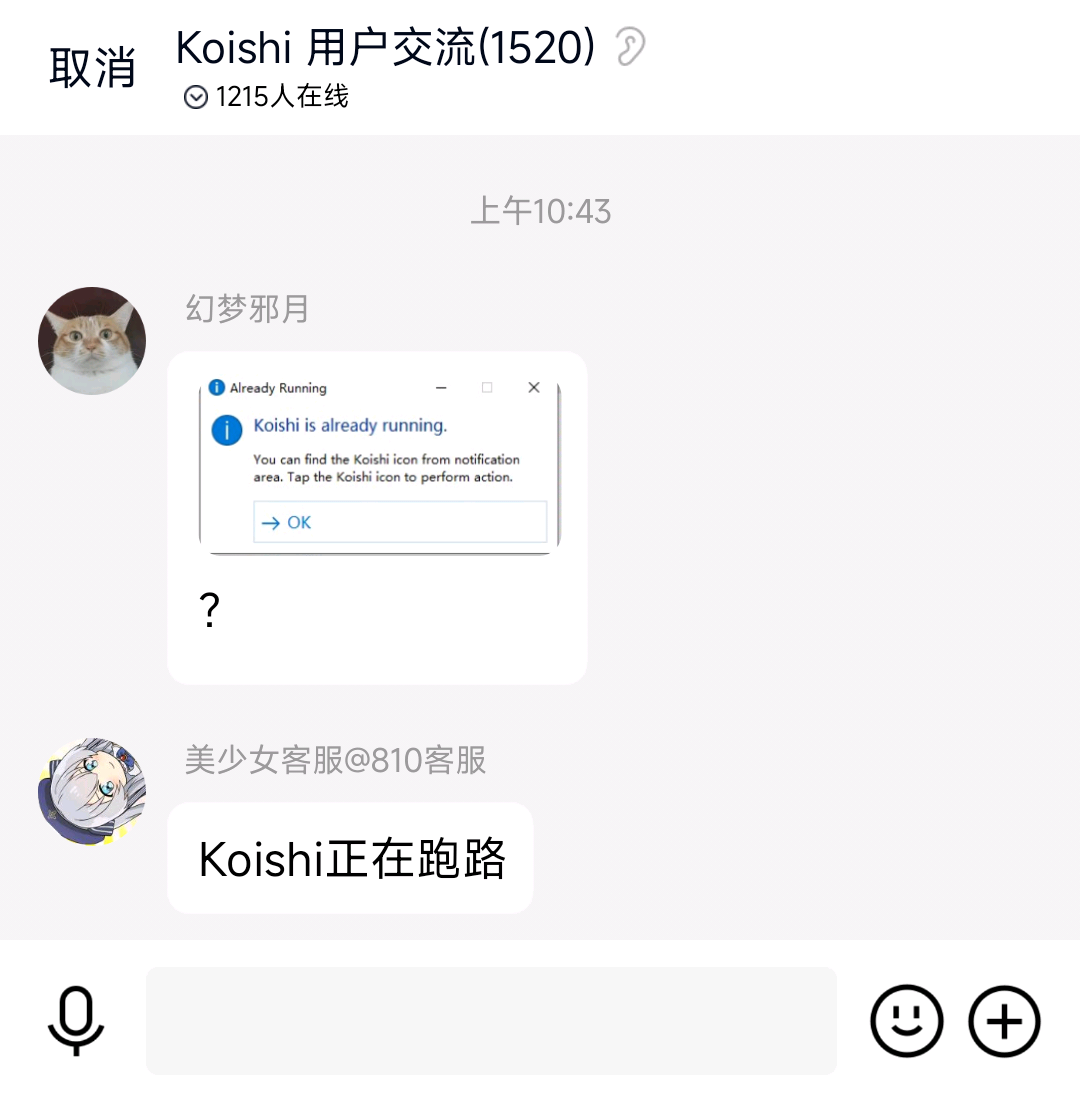 取消
Koishi 用户交流(1520)
1215人在线
上午10:43
幻梦邪月
Already Running
Koishi is already running.
You can find the Koishi icon from notification
area. Tap the Koishi icon to perform action.
→ OK
？
美少女客服@810客服
Koishi正在跑路